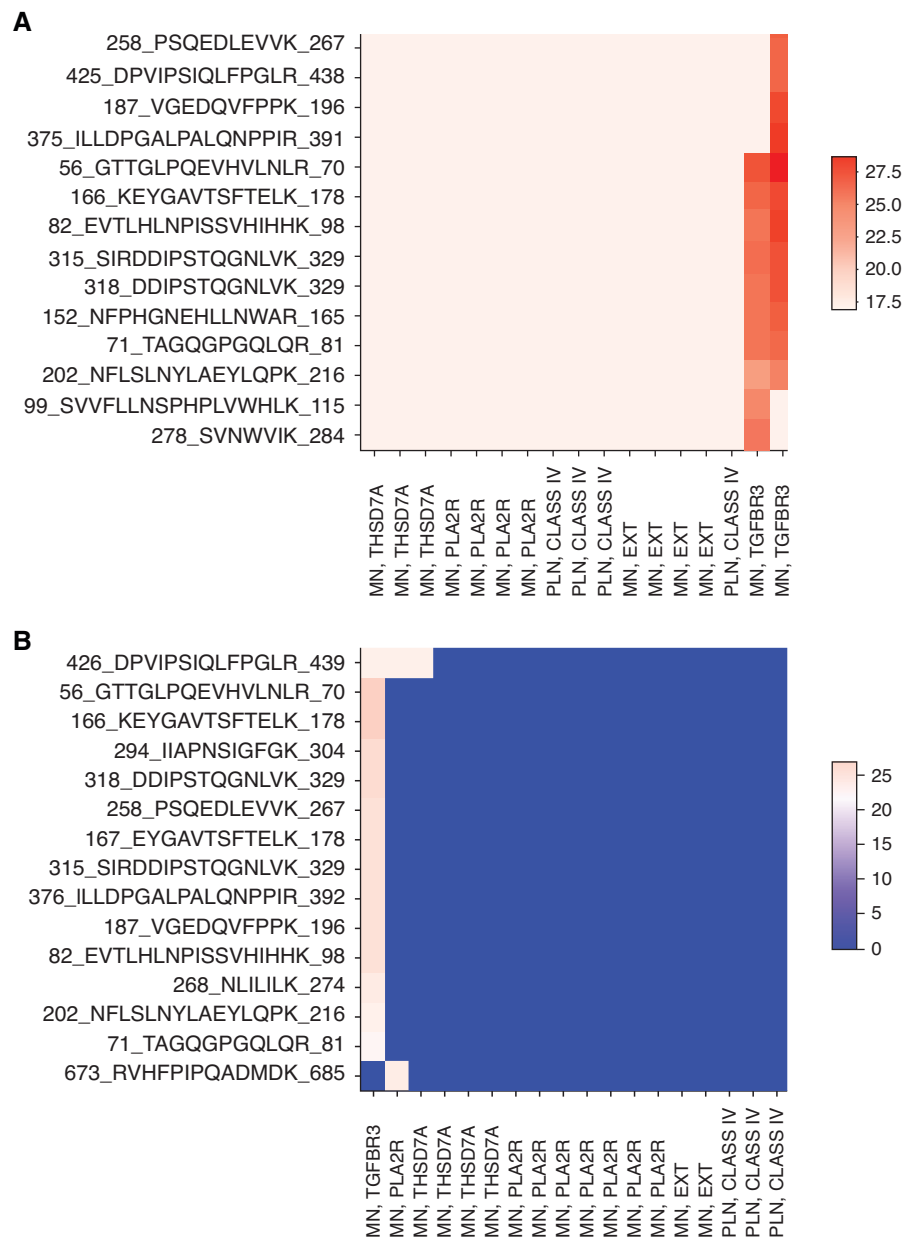 A
258_PSQEDLEVVK_267
425_DPVIPSIQLFPGLR_438
187_VGEDQVFPPK_196
375_ILLDPGALPALQNPPIR_391
56_GTTGLPQEVHVLNLR_70
166_KEYGAVTSFTELK_178
82_EVTLHLNPISSVHIHHK_98
315_SIRDDIPSTQGNLVK_329
318_DDIPSTQGNLVK_329
152_NFPHGNEHLLNWAR_165
71_TAGQGPGQLQR_81
202_NFLSLNYLAEYLQPK_216
99_SVVFLLNSPHPLVWHLK_115
278_SVNWVIK_284
27.5
25.0
22.5
20.0
17.5
MN, THSD7A
MN, THSD7A
MN, THSD7A
MN, PLA2R
MN, PLA2R
MN, PLA2R
MN, PLA2R
PLN, CLASS IV
PLN, CLASS IV
PLN, CLASS IV
MN, EXT
MN, EXT
MN, EXT
MN, EXT
PLN, CLASS IV
MN, TGFBR3
MN, TGFBR3
B
426_DPVIPSIQLFPGLR_439
56_GTTGLPQEVHVLNLR_70
166_KEYGAVTSFTELK_178
294_IIAPNSIGFGK_304
318_DDIPSTQGNLVK_329
258_PSQEDLEVVK_267
167_EYGAVTSFTELK_178
315_SIRDDIPSTQGNLVK_329
376_ILLDPGALPALQNPPIR_392
187_VGEDQVFPPK_196
82_EVTLHLNPISSVHIHHK_98
268_NLILILK_274
202_NFLSLNYLAEYLQPK_216
71_TAGQGPGQLQR_81
673_RVHFPIPQADMDK_685
25
20
15
10
5
0
MN, TGFBR3
MN, PLA2R
MN, THSD7A
MN, THSD7A
MN, THSD7A
MN, THSD7A
MN, PLA2R
MN, PLA2R
MN, PLA2R
MN, PLA2R
MN, PLA2R
MN, PLA2R
MN, PLA2R
MN, EXT
MN, EXT
PLN, CLASS IV
PLN, CLASS IV
PLN, CLASS IV